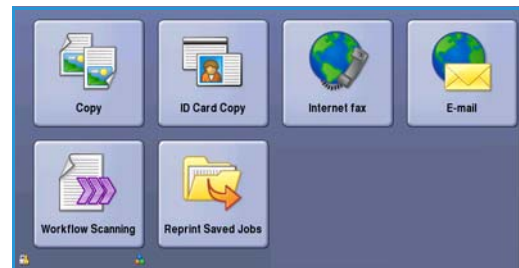 Copy
ID Card Copy
Internet fax
E-mail
Workflow Scanning
Reprint Saved Jobs